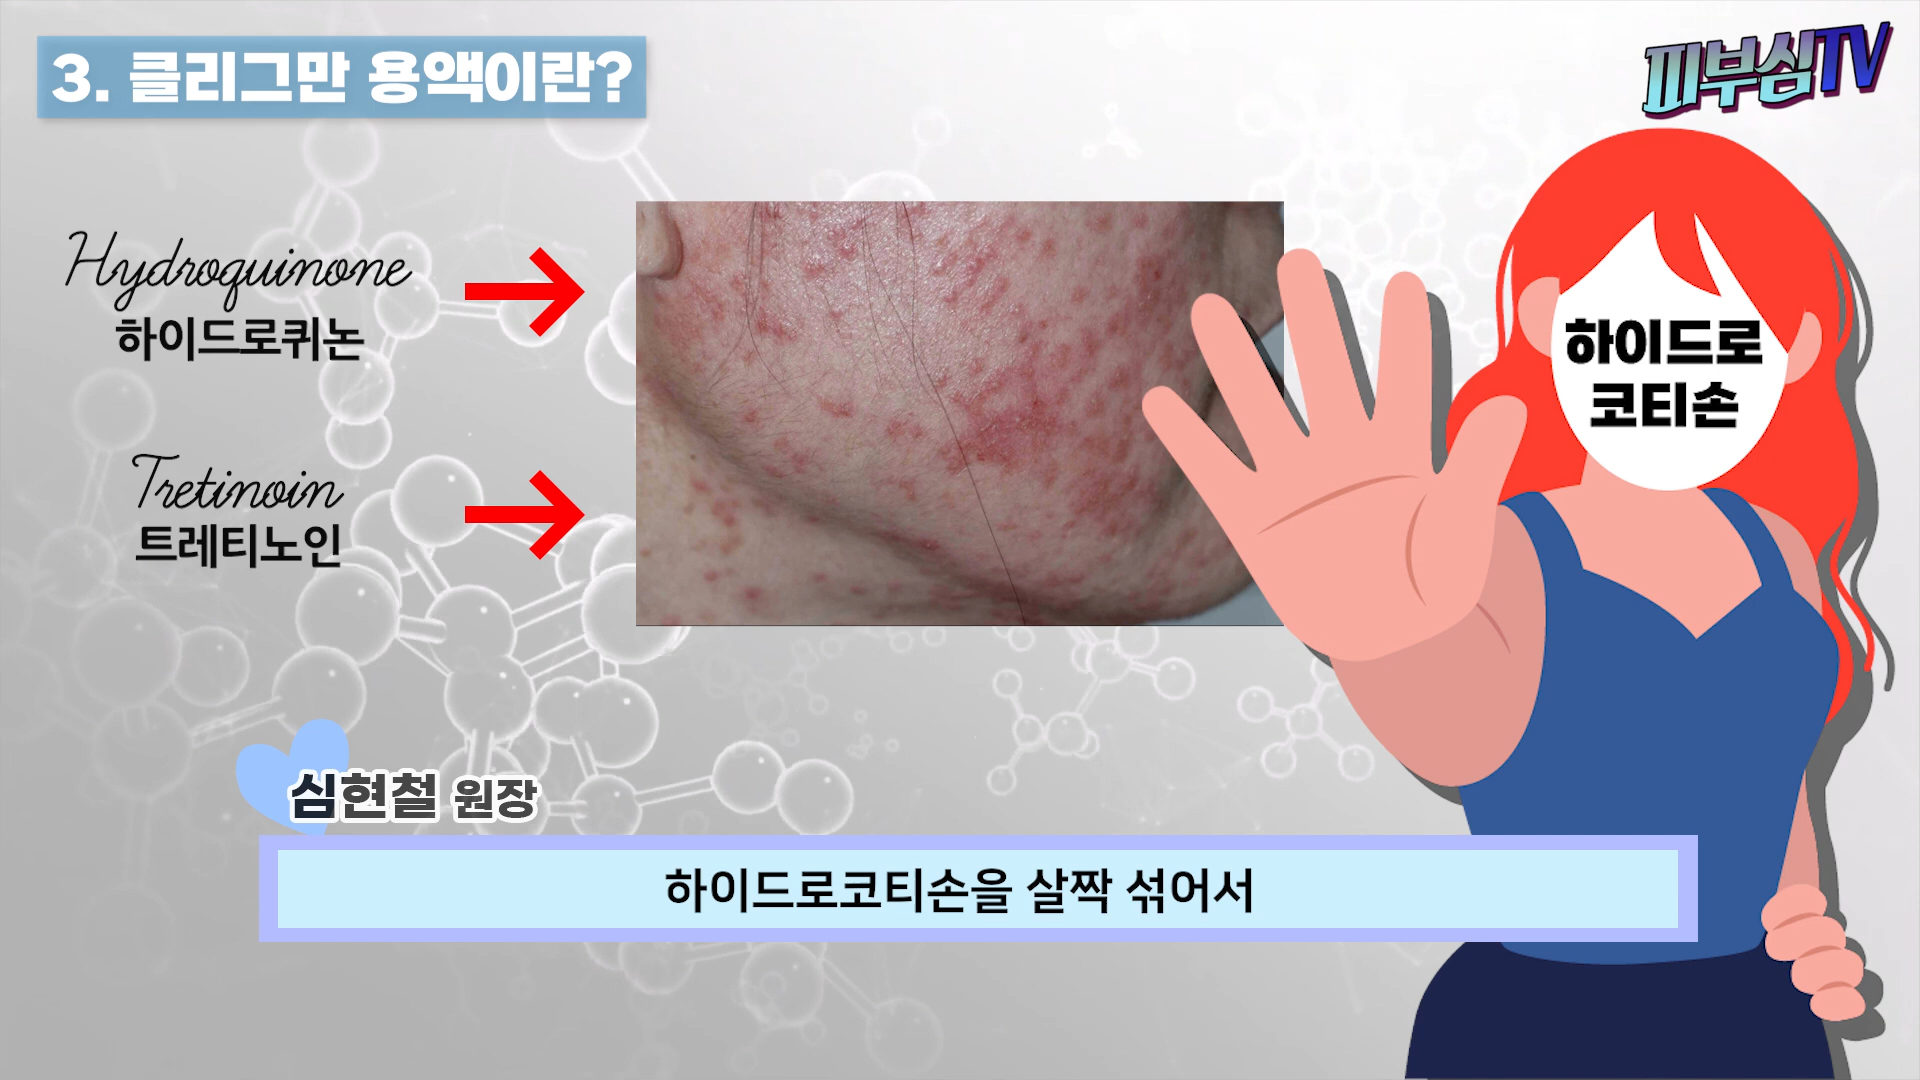 3. 클리그만 용액이란?
피부심TV
Hydroquinone
하이드로퀴논
하이드로
코티손
Tretinoin
트레티노인
심현철 원장
하이드로코티손을 살짝 섞어서